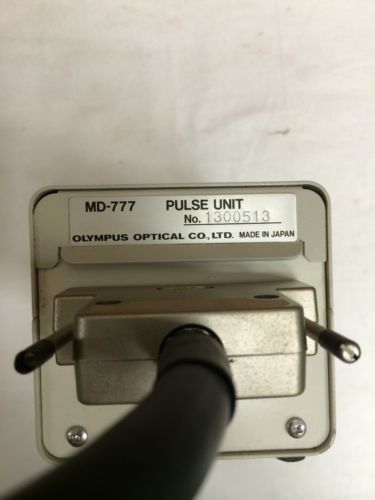 MD-777 PULSE UNIT
No. 1300513
OLYMPUS OPTICAL CO., LTD. MADE IN JAPAN